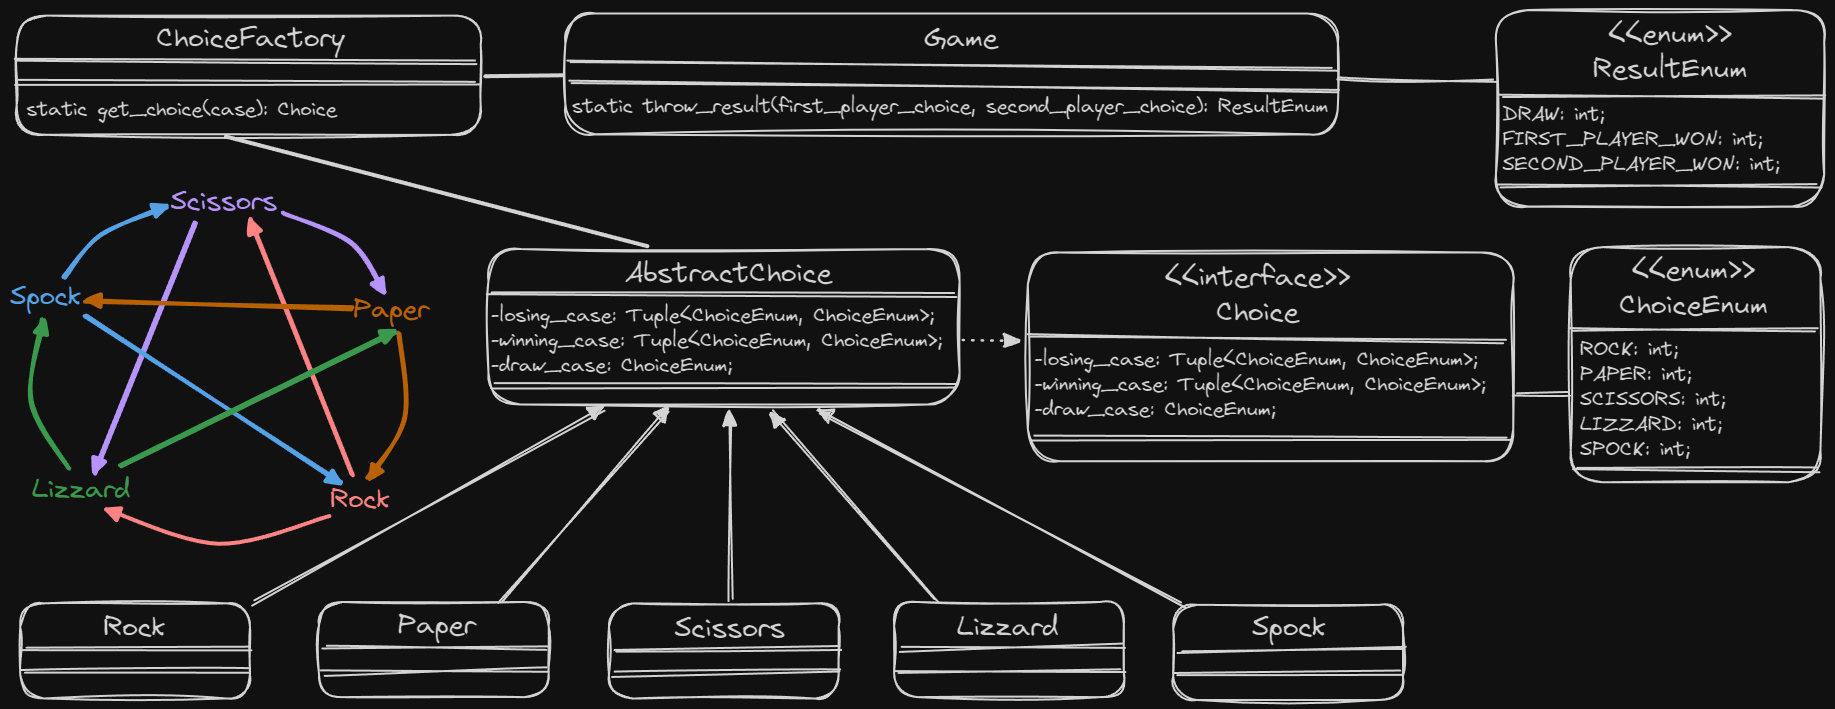 ChoiceFactory
static get_choice(case): Choice
Game
static throw_result(first_player_choice, second_player_choice): ResultEnum
<<enum>>
ResultEnum
DRAW: int;
FIRST_PLAYER_WON: int;
SECOND_PLAYER_WON: int;
Scissors
Spock
Paper
Lizzard
Rock
AbstractChoice
-losing_case: Tuple<ChoiceEnum, ChoiceEnum>;
-winning_case: Tuple<ChoiceEnum, ChoiceEnum>;
-draw_case: ChoiceEnum;
<<interface>>
Choice
-losing_case: Tuple<ChoiceEnum, ChoiceEnum>;
-winning_case: Tuple<ChoiceEnum, ChoiceEnum>;
-draw_case: ChoiceEnum;
<<enum>>
ChoiceEnum
ROCK: int;
PAPER: int;
SCISSORS: int;
LIZZARD: int;
SPOCK: int;
Rock
Paper
Scissors
Lizzard
Spock